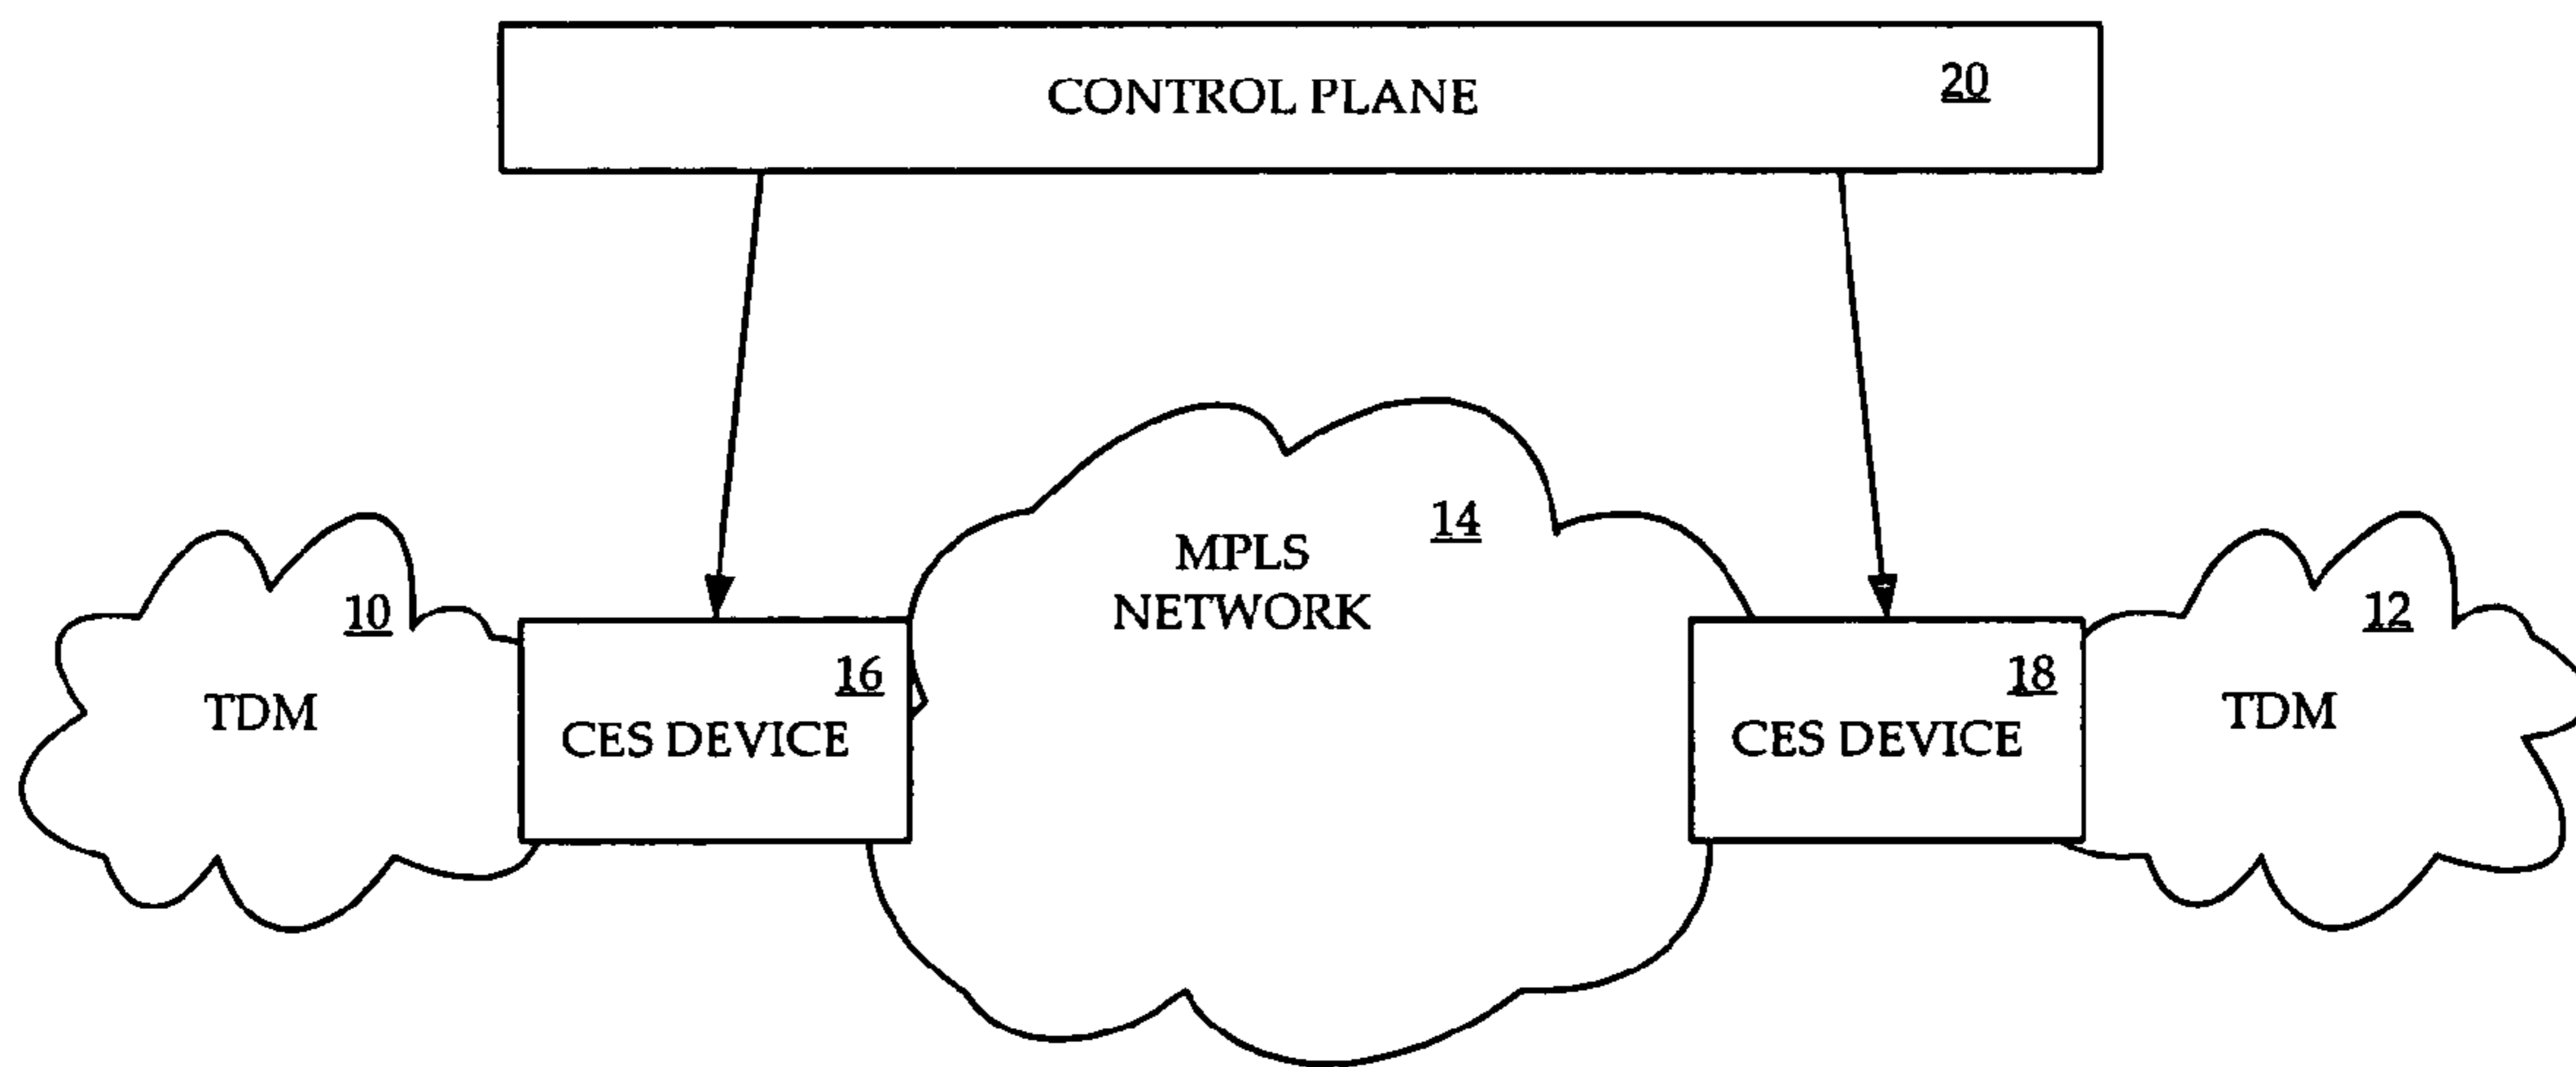 CONTROL PLANE 20
14
MPLS
NETWORK
10
TDM
16
CES DEVICE
18
CES DEVICE
12
TDM